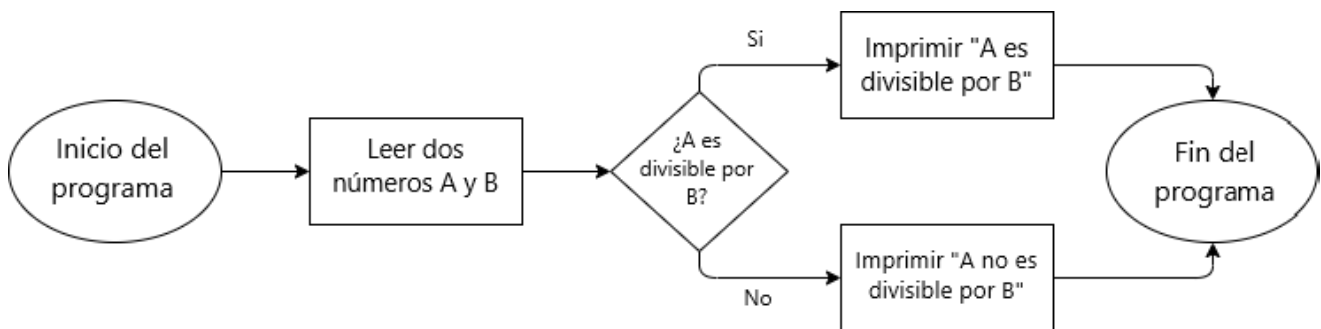 Inicio del
programa
Leer dos
números A y B
¿A es
divisible por
B?
Si
Imprimir "A es
divisible por B"
No
Imprimir "A no es
divisible por B"
Fin del
programa